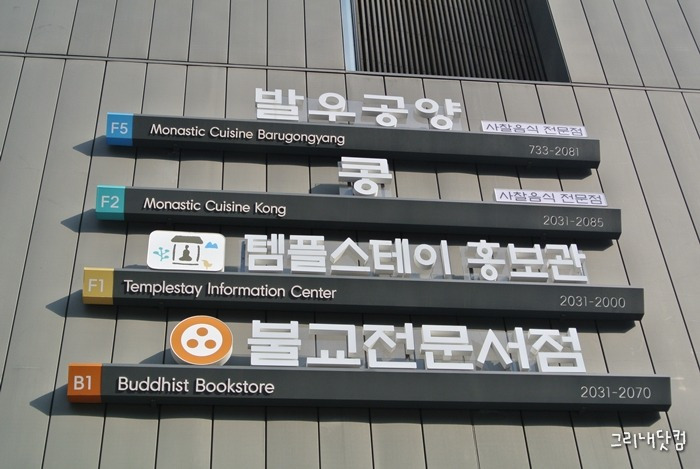 발우공양
사찰음식 전문점
F5 Monastic Cuisine Barugongyang 733-2081
콩
사찰음식 전문점
F2 Monastic Cuisine Kong 2031-2085
템플스테이 홍보관
F1 Templestay Information Center 2031-2000
불교전문서점
B1 Buddhist Bookstore 2031-2070
그리내닷컴